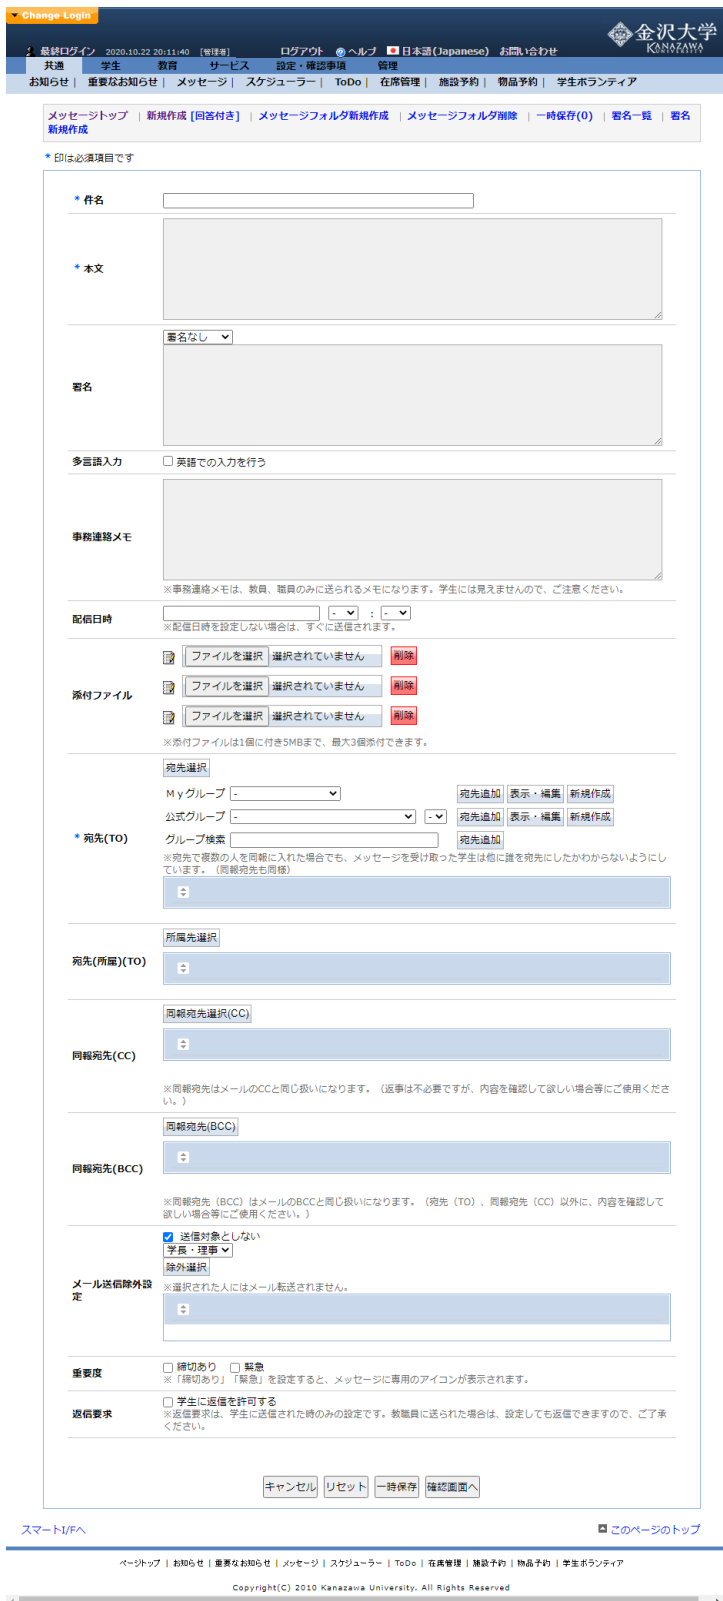 Change Login
金沢大学
KANAZAWA
最終ログイン 2020.10.22 20:11:40 [管理者] ログアウト ヘルプ 日本語(Japanese) お問い合わせ
共通 学生 教育 サービス 設定・確認事項 管理
お知らせ | 重要なお知らせ | メッセージ | スケジューラー | ToDo | 在席管理 | 施設予約 | 物品予約 | 学生ボランティア
メッセージトップ | 新規作成 [回答付き] | メッセージフォルダ新規作成 | メッセージフォルダ削除 | 一時保存(0) | 署名一覧 | 署名
新規作成
* 印は必須項目です
* 件名
* 本文
署名なし
署名
多言語入力 英語での入力を行う
事務連絡メモ
※事務連絡メモは、教員、職員のみに送られるメモになります。学生には見えませんので、ご注意ください。
配信日時 - : -
※配信日時を設定しない場合は、すぐに送信されます。
添付ファイル
ファイルを選択 選択されていません 削除
ファイルを選択 選択されていません 削除
ファイルを選択 選択されていません 削除
※添付ファイルは1個に付き5MBまで、最大3個添付できます。
* 宛先(TO)
宛先選択
Ｍｙグループ - 宛先追加 表示・編集 新規作成
公式グループ - - 宛先追加 表示・編集 新規作成
グループ検索 宛先追加
※宛先で複数の人を同報に入れた場合でも、メッセージを受け取った学生は他に誰を宛先にしたかわからないようにし
ています。（同報宛先も同様）
所属先選択
宛先(所属)(TO)
同報宛先選択(CC)
同報宛先(CC)
※同報宛先はメールのCCと同じ扱いになります。（返事は不必要ですが、内容を確認して欲しい場合等にご使用くださ
い。）
同報宛先(BCC)
同報宛先(BCC)
※同報宛先（BCC）はメールのBCCと同じ扱いになります。（宛先（TO）、同報宛先（CC）以外に、内容を確認して
欲しい場合等にご使用ください。）
メール送信除外設
定
送信対象としない
学長・理事
除外選択
※選択された人にはメール転送されません。
重要度 締切あり 緊急
※「締切あり」「緊急」を設定すると、メッセージに専用のアイコンが表示されます。
返信要求 学生に返信を許可する
※返信要求は、学生に送信された時のみの設定です。教職員に送られた場合は、設定しても返信できますので、ご了承
ください。
キャンセル リセット 一時保存 確認画面へ
スマートI/Fへ このページのトップ
ページトップ | お知らせ | 重要なお知らせ | メッセージ | スケジューラー | ToDo | 在席管理 | 施設予約 | 物品予約 | 学生ボランティア
Copyright(C) 2010 Kanazawa University. All Rights Reserved